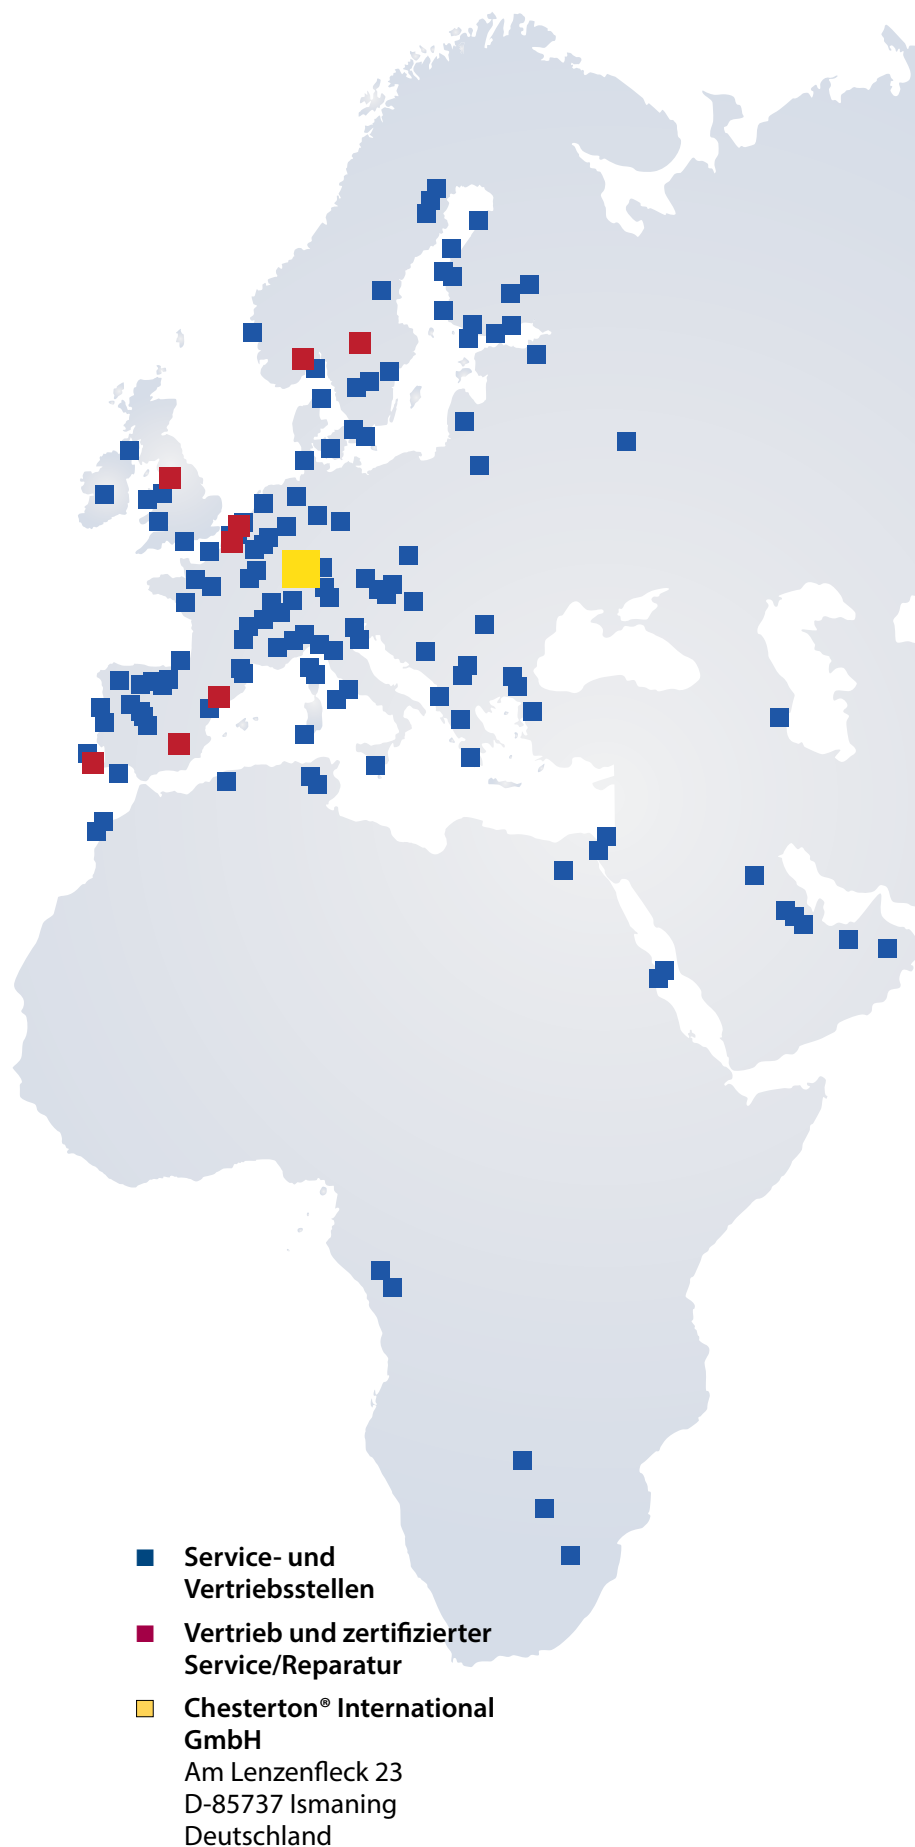 Service- und
Vertriebsstellen
Vertrieb und zertifizierter
Service/Reparatur
Chesterton® International
GmbH
Am Lenzenfleck 23
D-85737 Ismaning
Deutschland